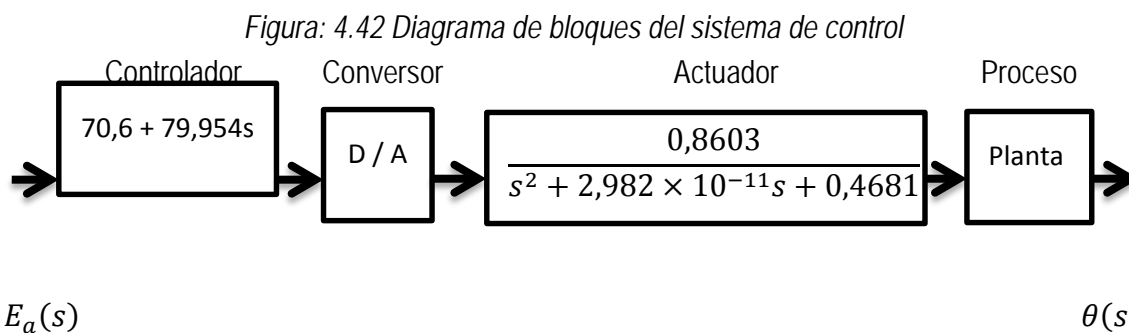 Figura: 4.42 Diagrama de bloques del sistema de control
Controlador Conversor Actuador Proceso
70,6 + 79,954s
D / A
0,8603
s² + 2,982 × 10⁻¹¹s + 0,4681
Planta
Eₐ(s) θ(s